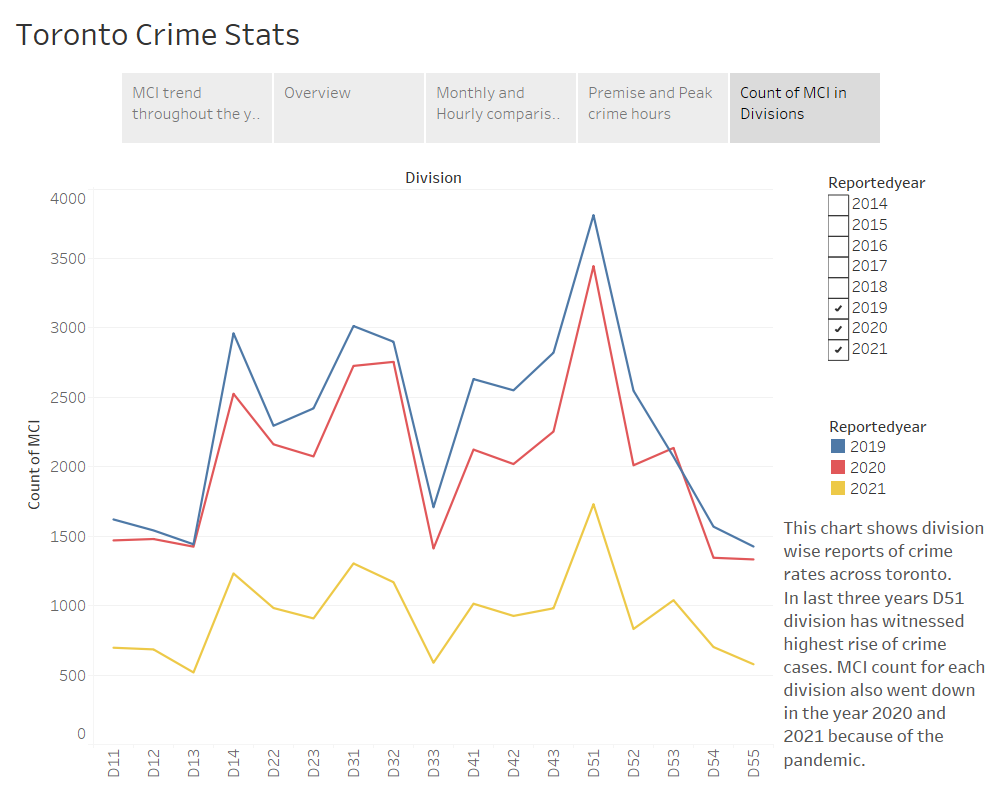 Toronto Crime Stats
MCI trend
throughout the y..
Overview
Monthly and
Hourly comparis..
Premise and Peak
crime hours
Count of MCI in
Divisions
Division
Count of MCI
4000
3500
3000
2500
2000
1500
1000
500
0
D11
D12
D13
D14
D22
D23
D31
D32
D33
D41
D42
D43
D51
D52
D53
D54
D55
Reportedyear
2014
2015
2016
2017
2018
2019
2020
2021
Reportedyear
2019
2020
2021
This chart shows division
wise reports of crime
rates across toronto.
In last three years D51
division has witnessed
highest rise of crime
cases. MCI count for each
division also went down
in the year 2020 and
2021 because of the
pandemic.